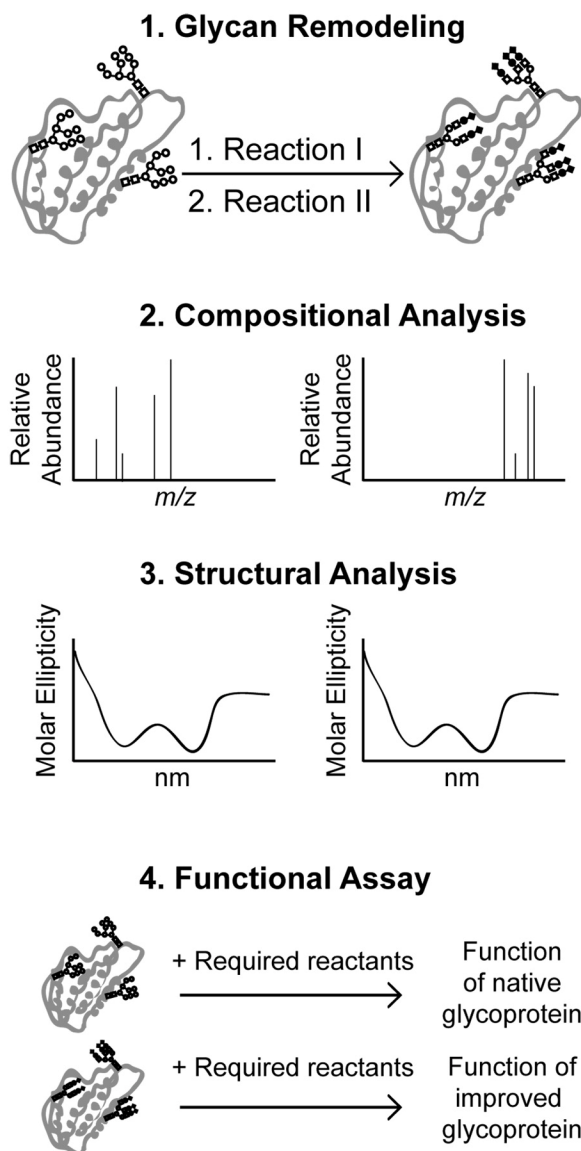 1. Glycan Remodeling
1. Reaction I
2. Reaction II
2. Compositional Analysis
Relative
Abundance
m/z
Relative
Abundance
m/z
3. Structural Analysis
Molar Ellipticity
nm
Molar Ellipticity
nm
4. Functional Assay
+ Required reactants
Function
of native
glycoprotein
+ Required reactants
Function of
improved
glycoprotein